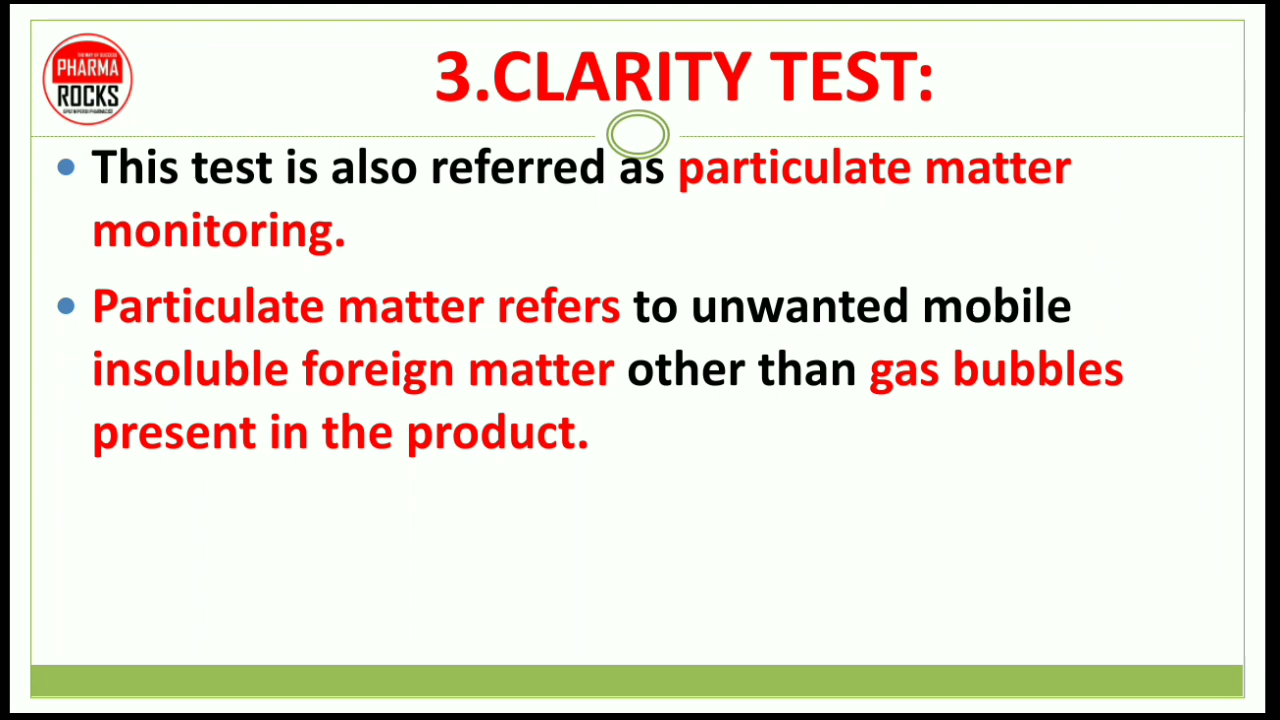 PHARMA
ROCKS
3.CLARITY TEST:
• This test is also referred as particulate matter
monitoring.
• Particulate matter refers to unwanted mobile
insoluble foreign matter other than gas bubbles
present in the product.